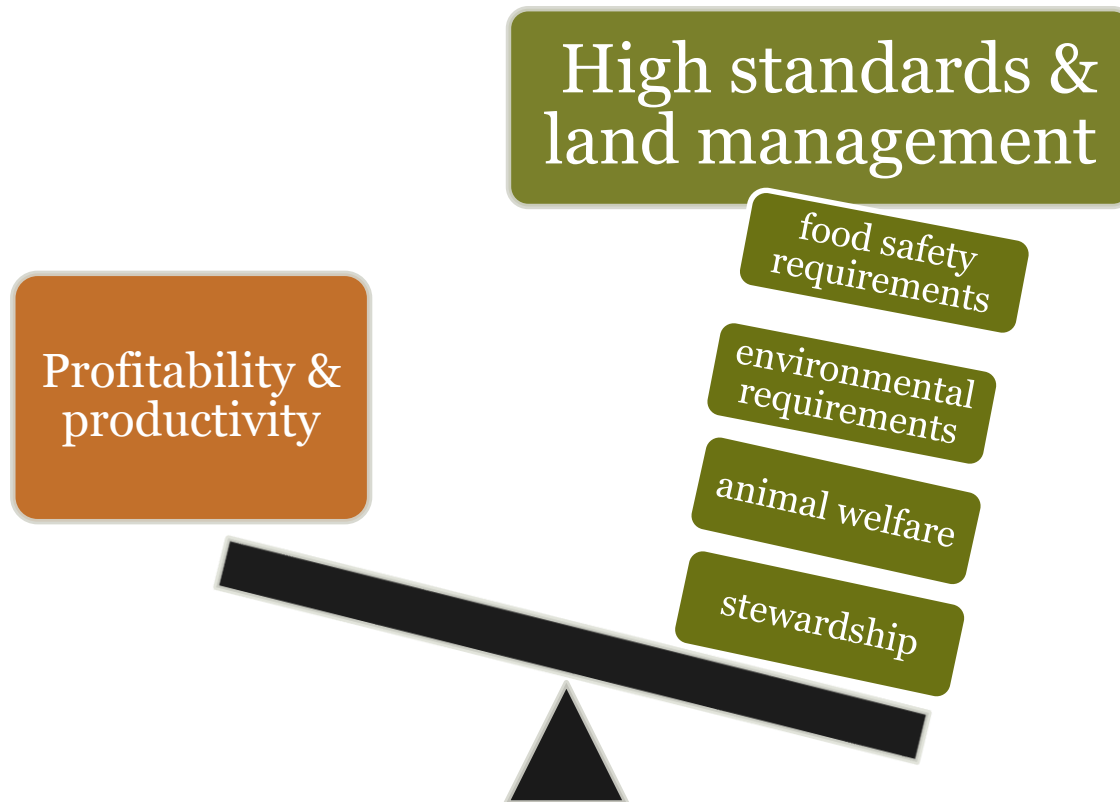 High standards &
land management
food safety
requirements
Profitability &
productivity
environmental
requirements
animal welfare
stewardship